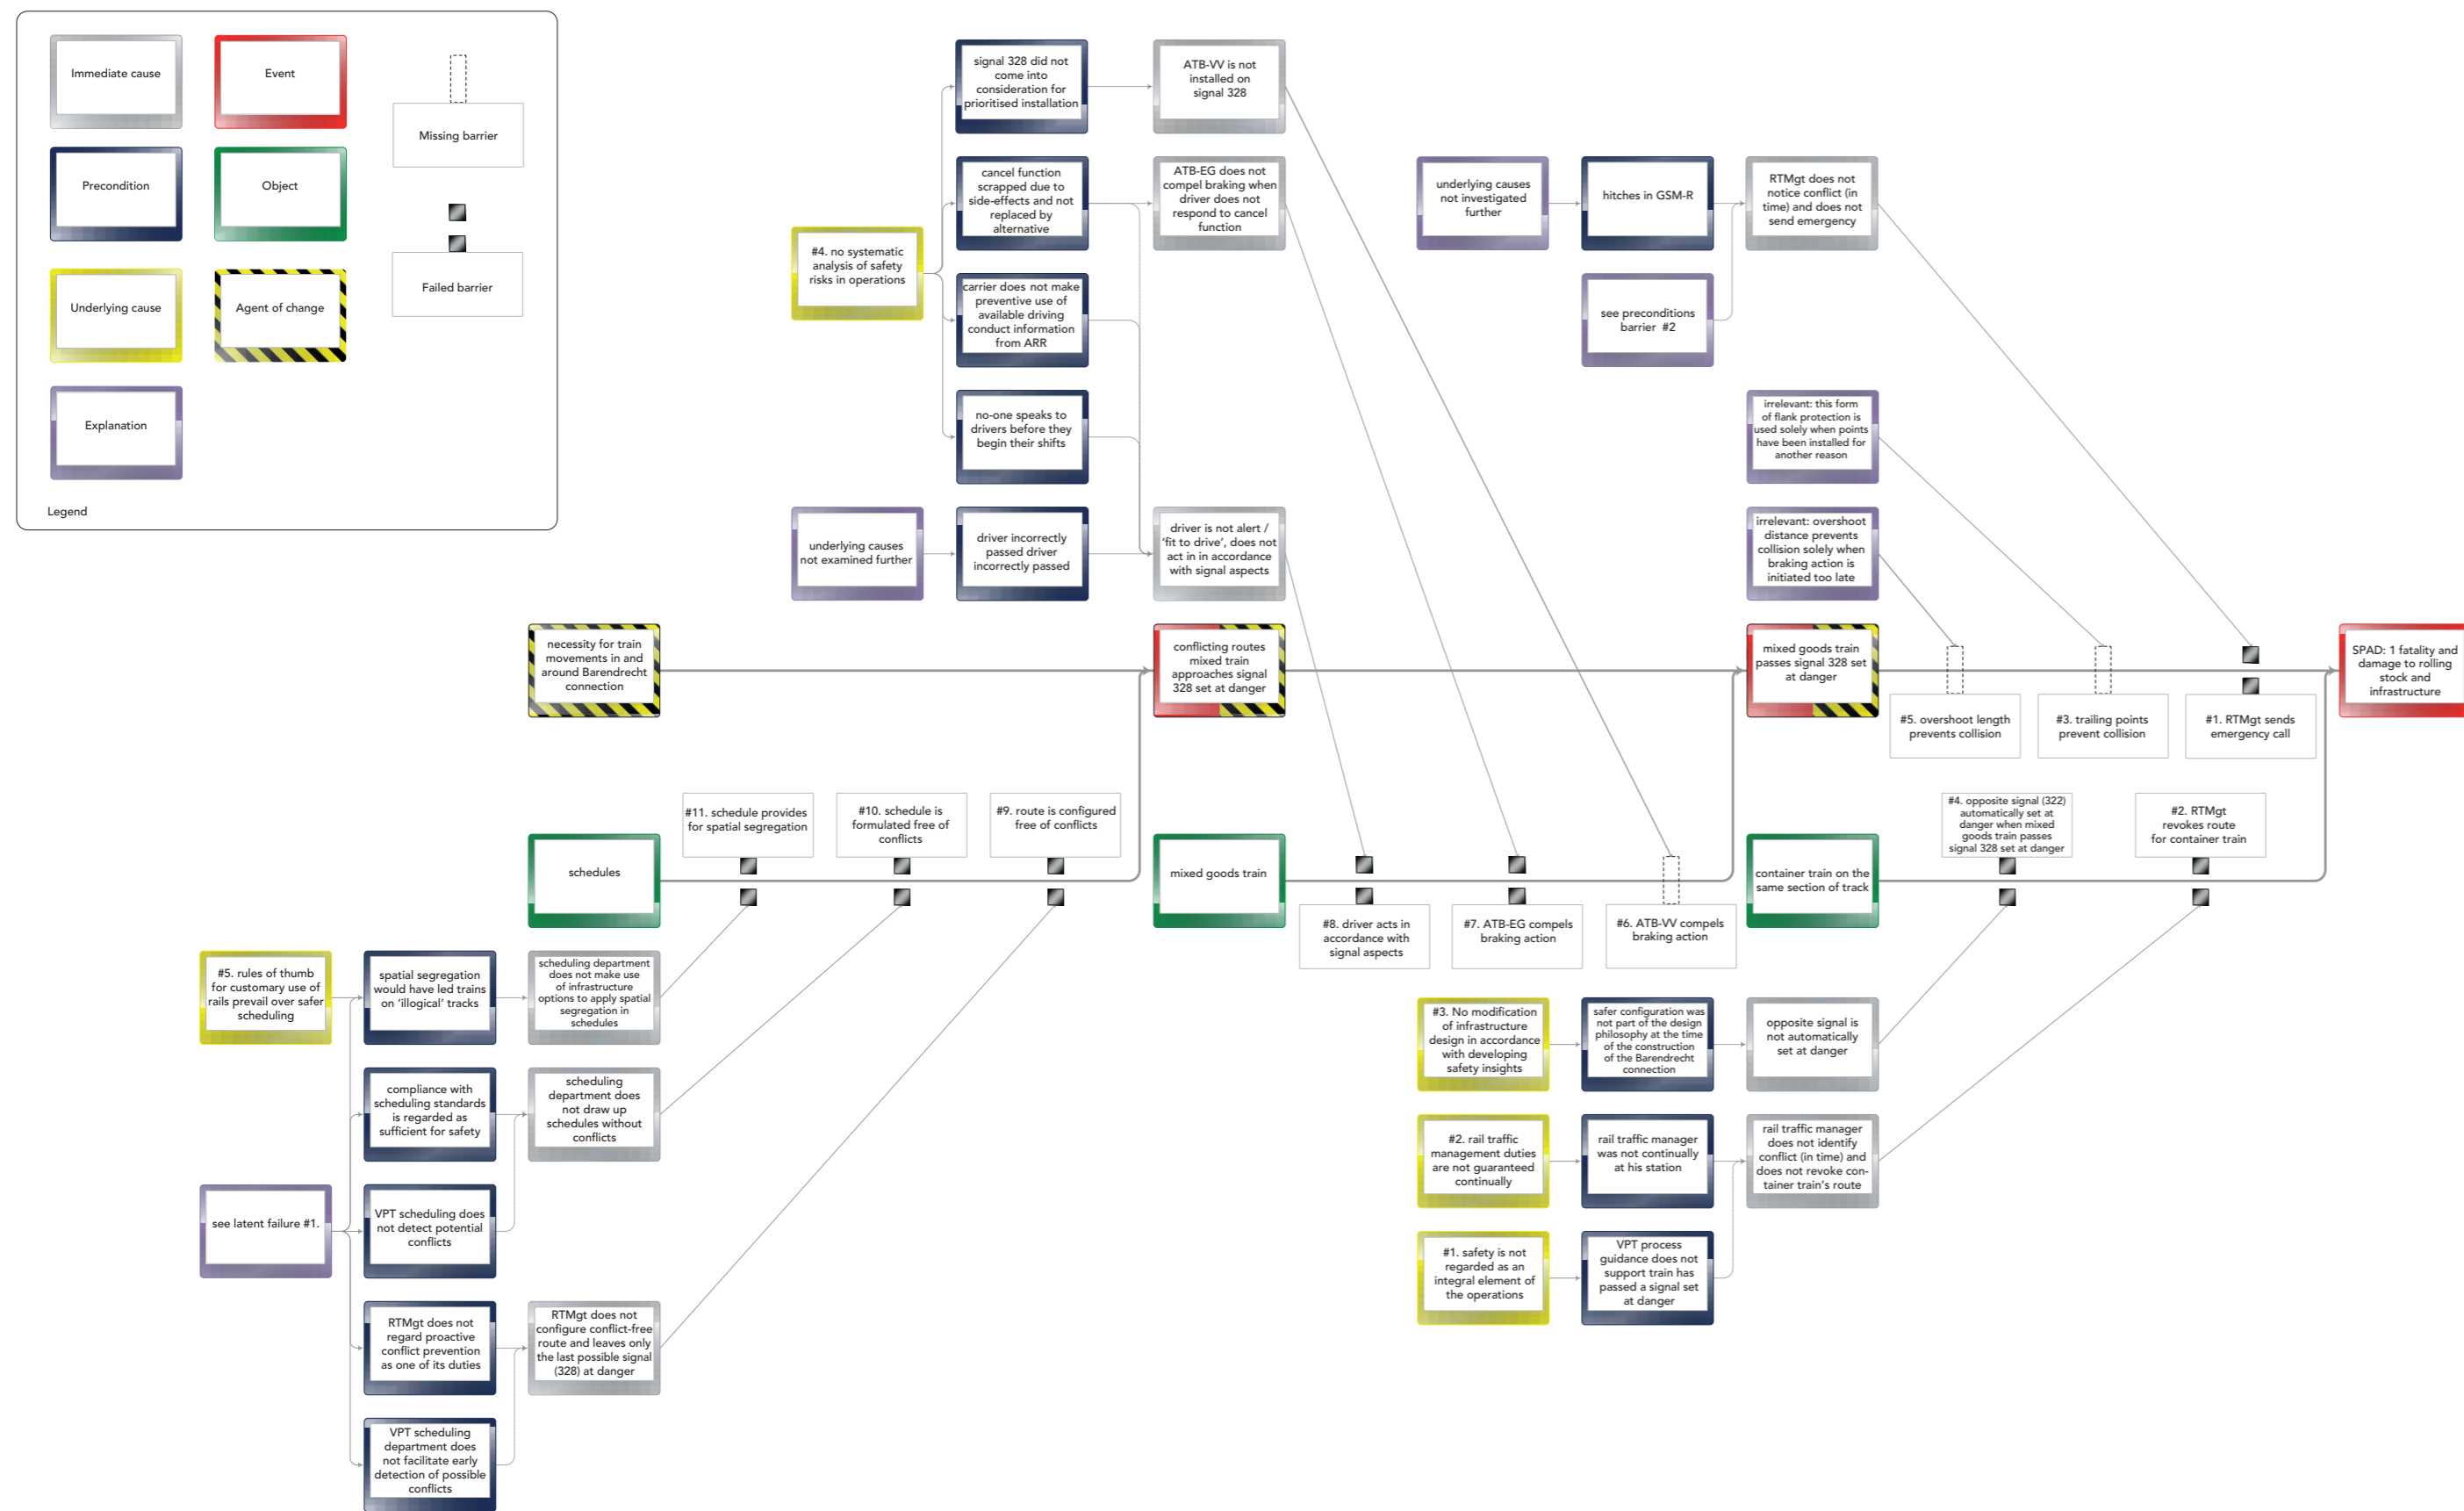 Immediate cause
Event
Missing barrier
Precondition
Object
Underlying cause
Agent of change
Failed barrier
Explanation
Legend
signal 328 did not
come into
consideration for
prioritised installation
ATB-VV is not
installed on
signal 328
cancel function
scrapped due to
side-effects and not
replaced by
alternative
ATB-EG does not
compel braking when
driver does not
respond to cancel
function
#4. no systematic
analysis of safety
risks in operations
carrier does not make
preventive use of
available driving
conduct information
from ARR
no-one speaks to
drivers before they
begin their shifts
underlying causes
not examined further
driver incorrectly
passed driver
incorrectly passed
driver is not alert /
‘fit to drive’, does not
act in in accordance
with signal aspects
underlying causes
not investigated
further
hitches in GSM-R
RTMgt does not
notice conflict (in
time) and does not
send emergency
see preconditions
barrier #2
irrelevant: this form
of flank protection is
used solely when points
have been installed for
another reason
irrelevant: overshoot
distance prevents
collision solely when
braking action is
initiated too late
necessity for train
movements in and
around Barendrecht
connection
conflicting routes
mixed train
approaches signal
328 set at danger
mixed goods train
passes signal 328 set
at danger
#5. overshoot length
prevents collision
#3. trailing points
prevent collision
#1. RTMgt sends
emergency call
SPAD: 1 fatality and
damage to rolling
stock and
infrastructure
schedules
#11. schedule provides
for spatial segregation
#10. schedule is
formulated free of
conflicts
#9. route is configured
free of conflicts
mixed goods train
#8. driver acts in
accordance with
signal aspects
#7. ATB-EG compels
braking action
#6. ATB-VV compels
braking action
container train on the
same section of track
#4. opposite signal (322)
automatically set at
danger when mixed
goods train passes
signal 328 set at danger
#2. RTMgt
revokes route
for container train
#5. rules of thumb
for customary use of
rails prevail over safer
scheduling
spatial segregation
would have led trains
on ‘illogical’ tracks
scheduling department
does not make use
of infrastructure
options to apply spatial
segregation in
schedules
compliance with
scheduling standards
is regarded as
sufficient for safety
scheduling
department does
not draw up
schedules without
conflicts
see latent failure #1.
VPT scheduling does
not detect potential
conflicts
RTMgt does not
regard proactive
conflict prevention
as one of its duties
RTMgt does not
configure conflict-free
route and leaves only
the last possible signal
(328) at danger
VPT scheduling
department does
not facilitate early
detection of possible
conflicts
#3. No modification
of infrastructure
design in accordance
with developing
safety insights
safer configuration was
not part of the design
philosophy at the time
of the construction
of the Barendrecht
connection
opposite signal is
not automatically
set at danger
#2. rail traffic
management duties
are not guaranteed
continually
rail traffic manager
was not continually
at his station
rail traffic manager
does not identify
conflict (in time) and
does not revoke con-
tainer train’s route
#1. safety is not
regarded as an
integral element of
the operations
VPT process
guidance does not
support train has
passed a signal set
at danger